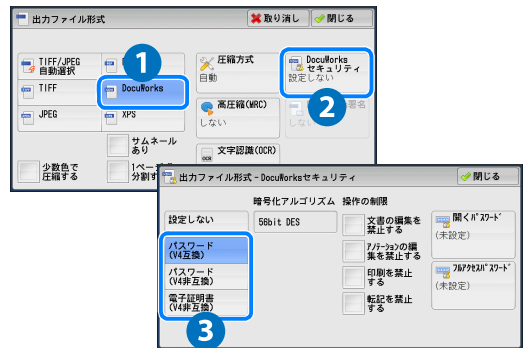 出力ファイル形式
取り消し
閉じる
TIFF/JPEG
自動選択
TIFF
DocuWorks
JPEG
XPS
サムネール
あり
少数色で
圧縮する
1ページ
分割す
圧縮方式
自動
高圧縮(MRC)
しない
文字認識(OCR)
DocuWorks
セキュリティ
設定しない
署名
1
2
出力ファイル形式-DocuWorksセキュリティ
閉じる
暗号化アルゴリズム
操作の制限
設定しない
パスワード
(V4互換)
パスワード
(V4非互換)
電子証明書
(V4非互換)
56bit DES
文書の編集を
禁止する
アノテーションの編
集を禁止する
印刷を禁止
する
転記を禁止
する
開くパスワード
(未設定)
フルアクセスパスワード
(未設定)
3